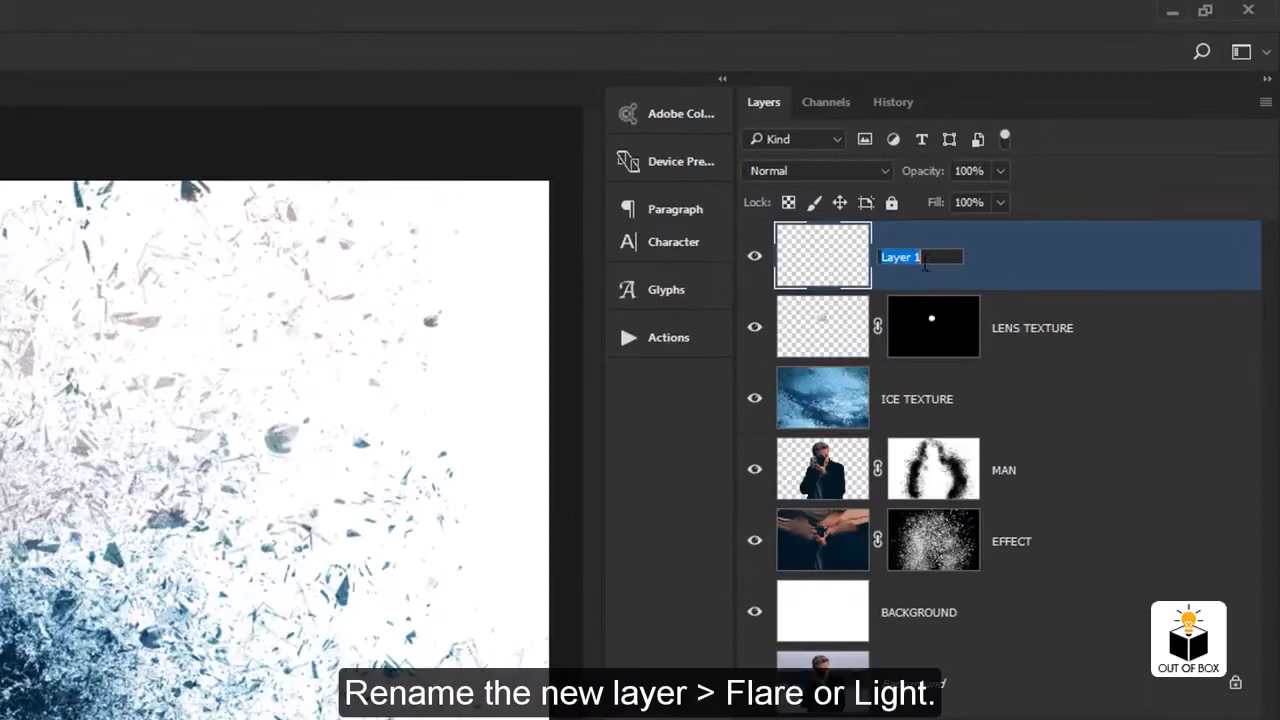 Adobe Col...
Device Pre...
Paragraph
Character
Glyphs
Actions
Layers Channels History
Kind
Normal Opacity: 100%
Lock: Fill: 100%
Layer 1
LENS TEXTURE
ICE TEXTURE
MAN
EFFECT
BACKGROUND
OUT OF BOX
Rename the new layer > Flare or Light.